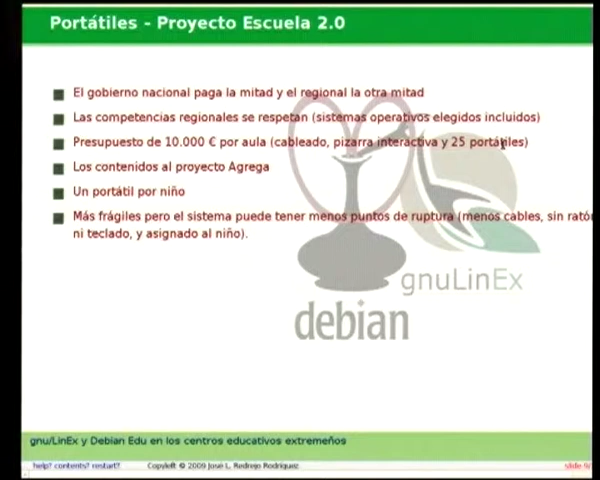 Portátiles - Proyecto Escuela 2.0
El gobierno nacional paga la mitad y el regional la otra mitad
Las competencias regionales se respetan (sistemas operativos elegidos incluidos)
Presupuesto de 10.000 € por aula (cableado, pizarra interactiva y 25 portátiles)
Los contenidos al proyecto Agrega
Un portátil por niño
Más frágiles pero el sistema puede tener menos puntos de ruptura (menos cables, sin rató
ni teclado, y asignado al niño).
gnuLinEx
debian
gnu/LinEx y Debian Edu en los centros educativos extremeños
help? contents? restart?
Copyleft © 2009 José L. Redrejo Rodríguez
slide 9/